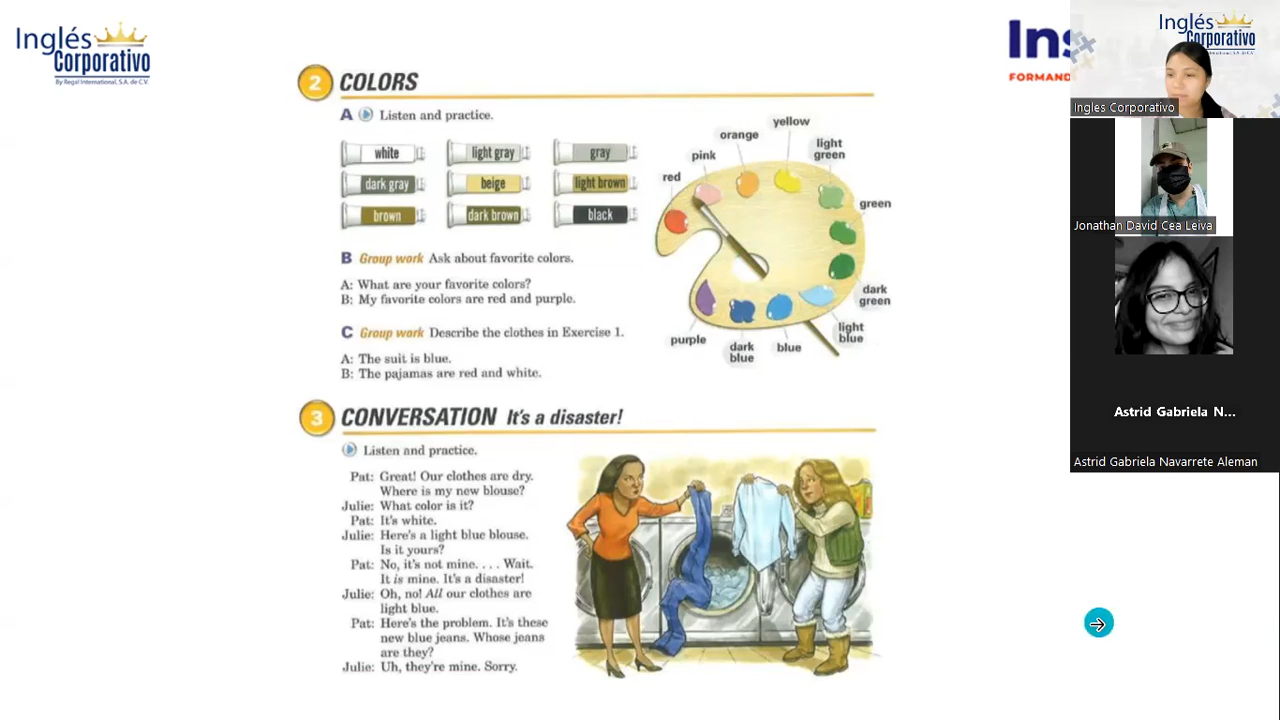 Inglés
Corporativo
By Regal International, S.A. de C.V.
FORMAND
2 COLORS
A Listen and practice.
white light gray gray
dark gray beige light brown
brown dark brown black
red
pink
orange
yellow
light
green
green
dark
green
light
blue
blue
dark
blue
purple
B Group work Ask about favorite colors.
A: What are your favorite colors?
B: My favorite colors are red and purple.
C Group work Describe the clothes in Exercise 1.
A: The suit is blue.
B: The pajamas are red and white.
3 CONVERSATION It's a disaster!
Listen and practice.
Pat: Great! Our clothes are dry.
Where is my new blouse?
Julie: What color is it?
Pat: It's white.
Julie: Here's a light blue blouse.
Is it yours?
Pat: No, it's not mine. . . . Wait.
It is mine. It's a disaster!
Julie: Oh, no! All our clothes are
light blue.
Pat: Here's the problem. It's these
new blue jeans. Whose jeans
are they?
Julie: Uh, they're mine. Sorry.
Inglés
Corporativo
Ingles Corporativo
Jonathan David Cea Leiva
Astrid Gabriela N...
Astrid Gabriela Navarrete Aleman